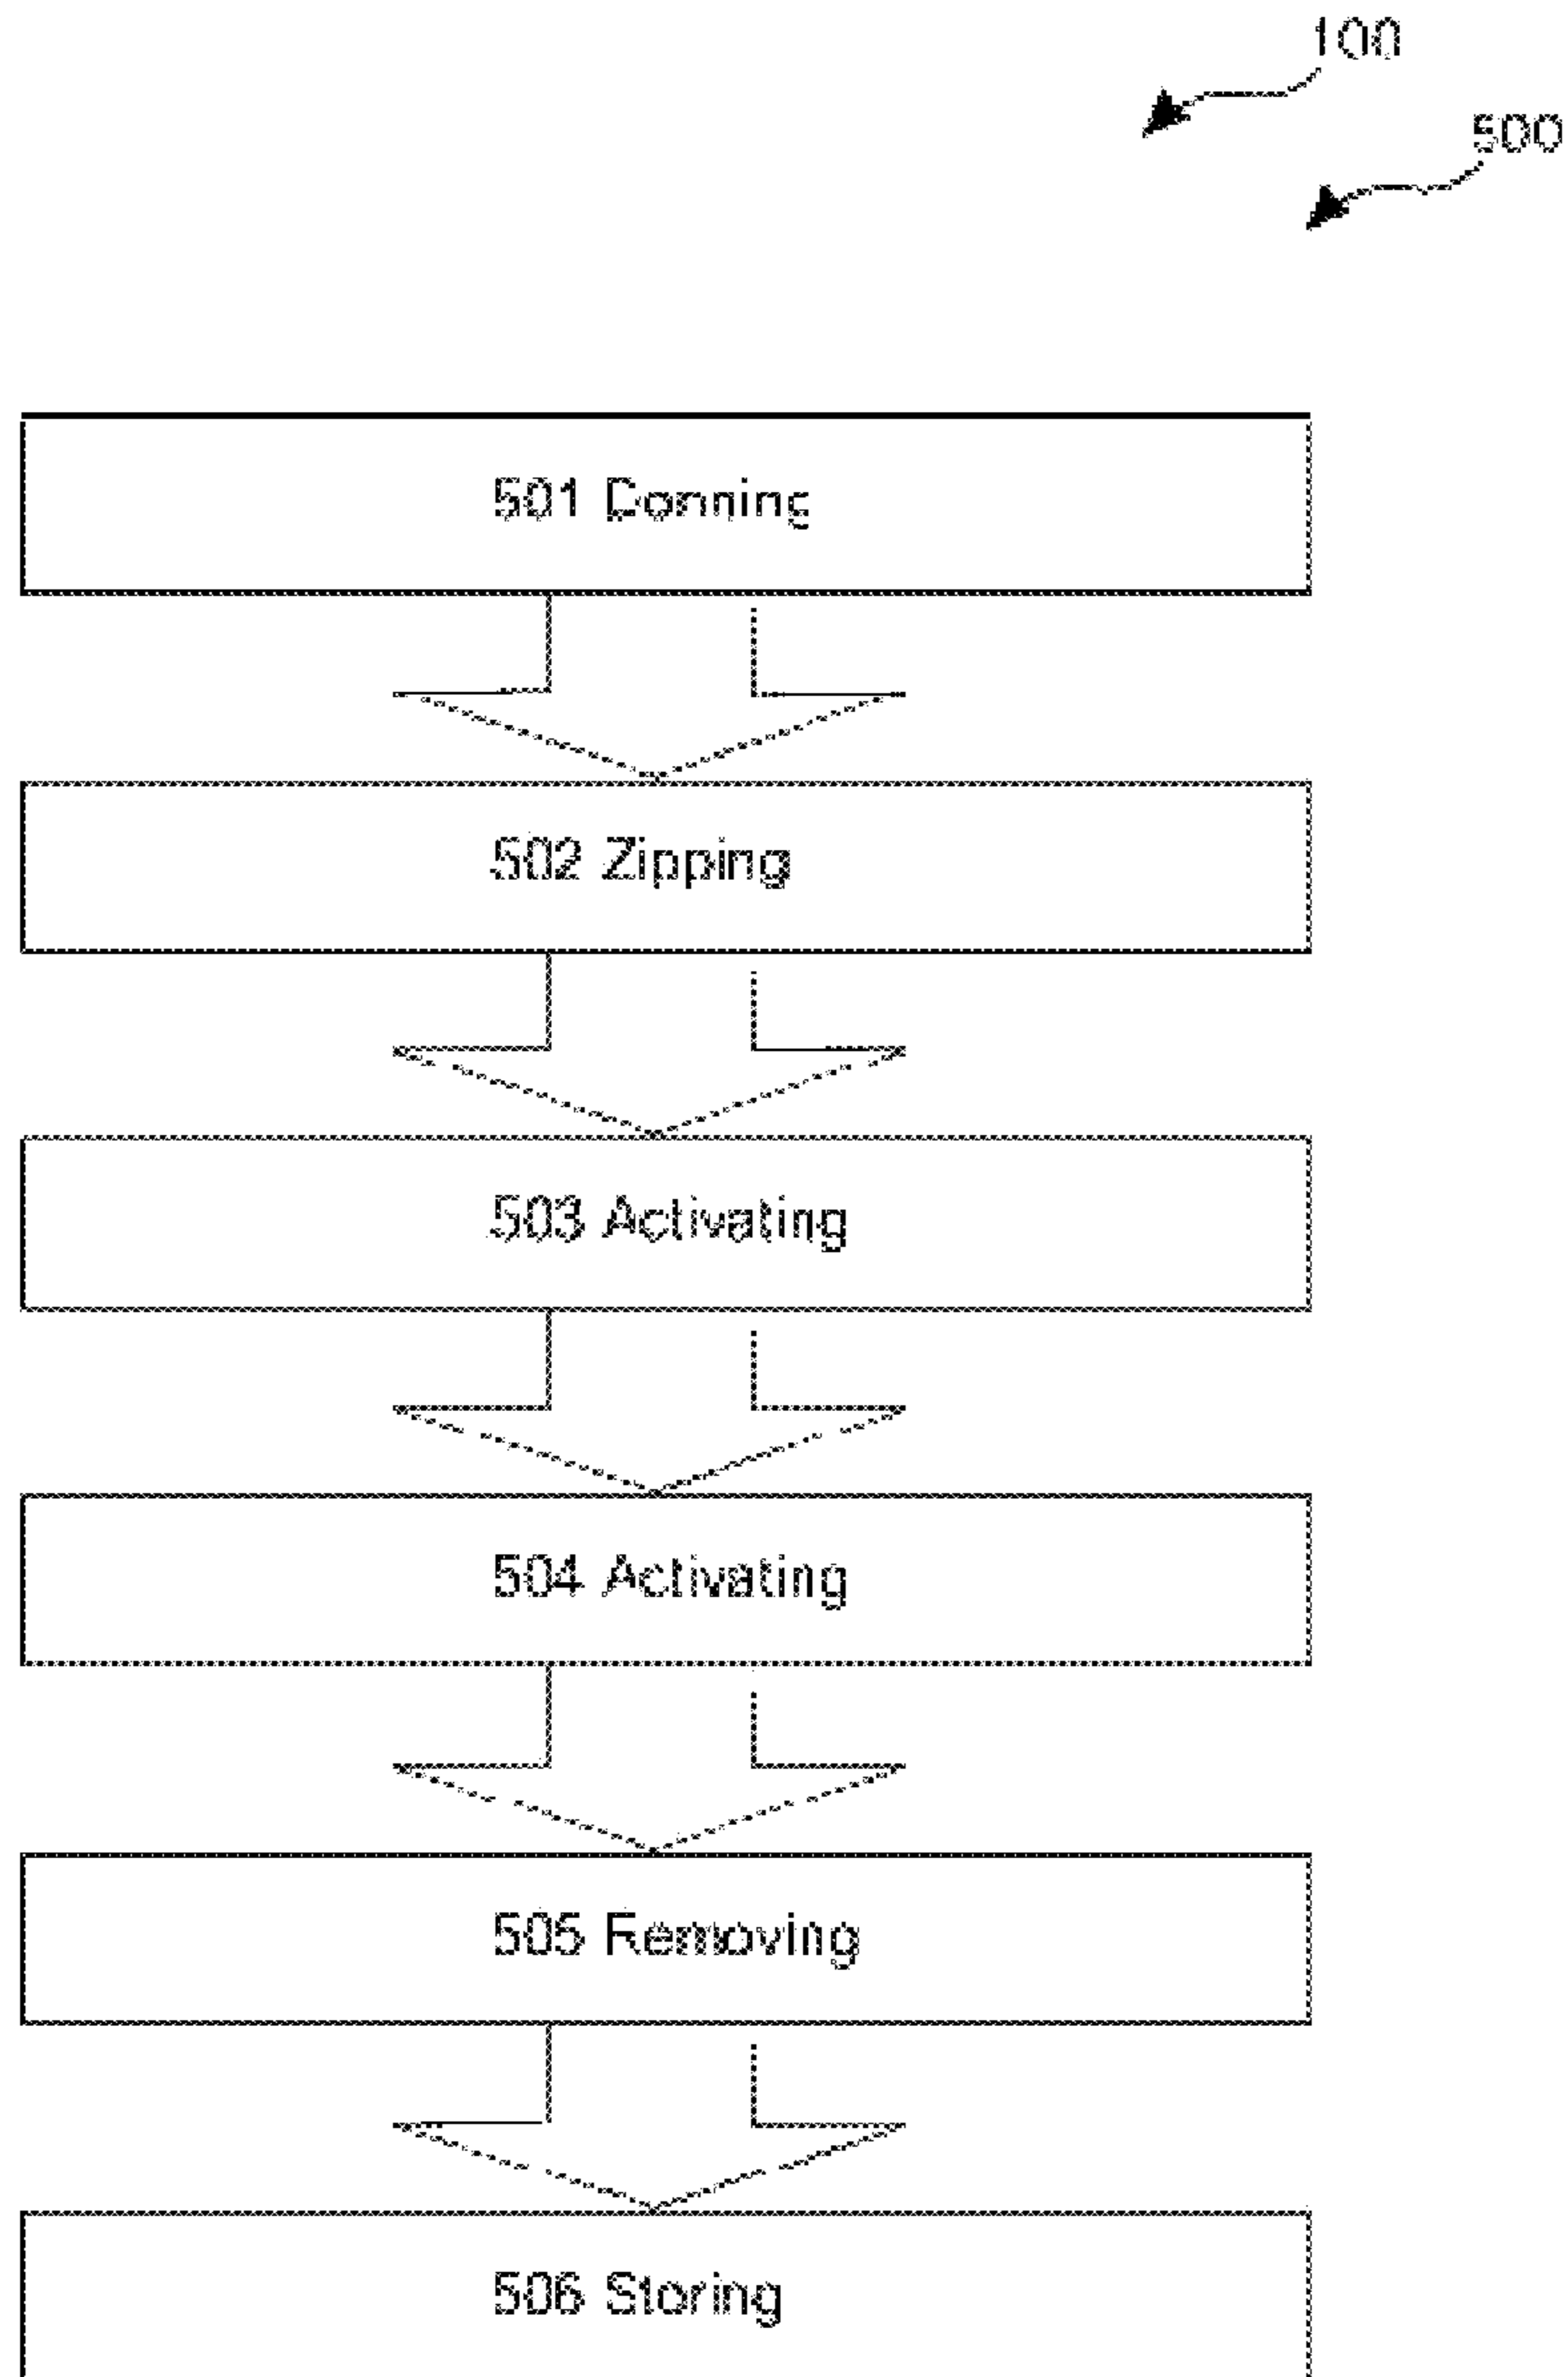 100
500
501 Donning
502 Zipping
503 Activating
504 Activating
505 Removing
506 Storing